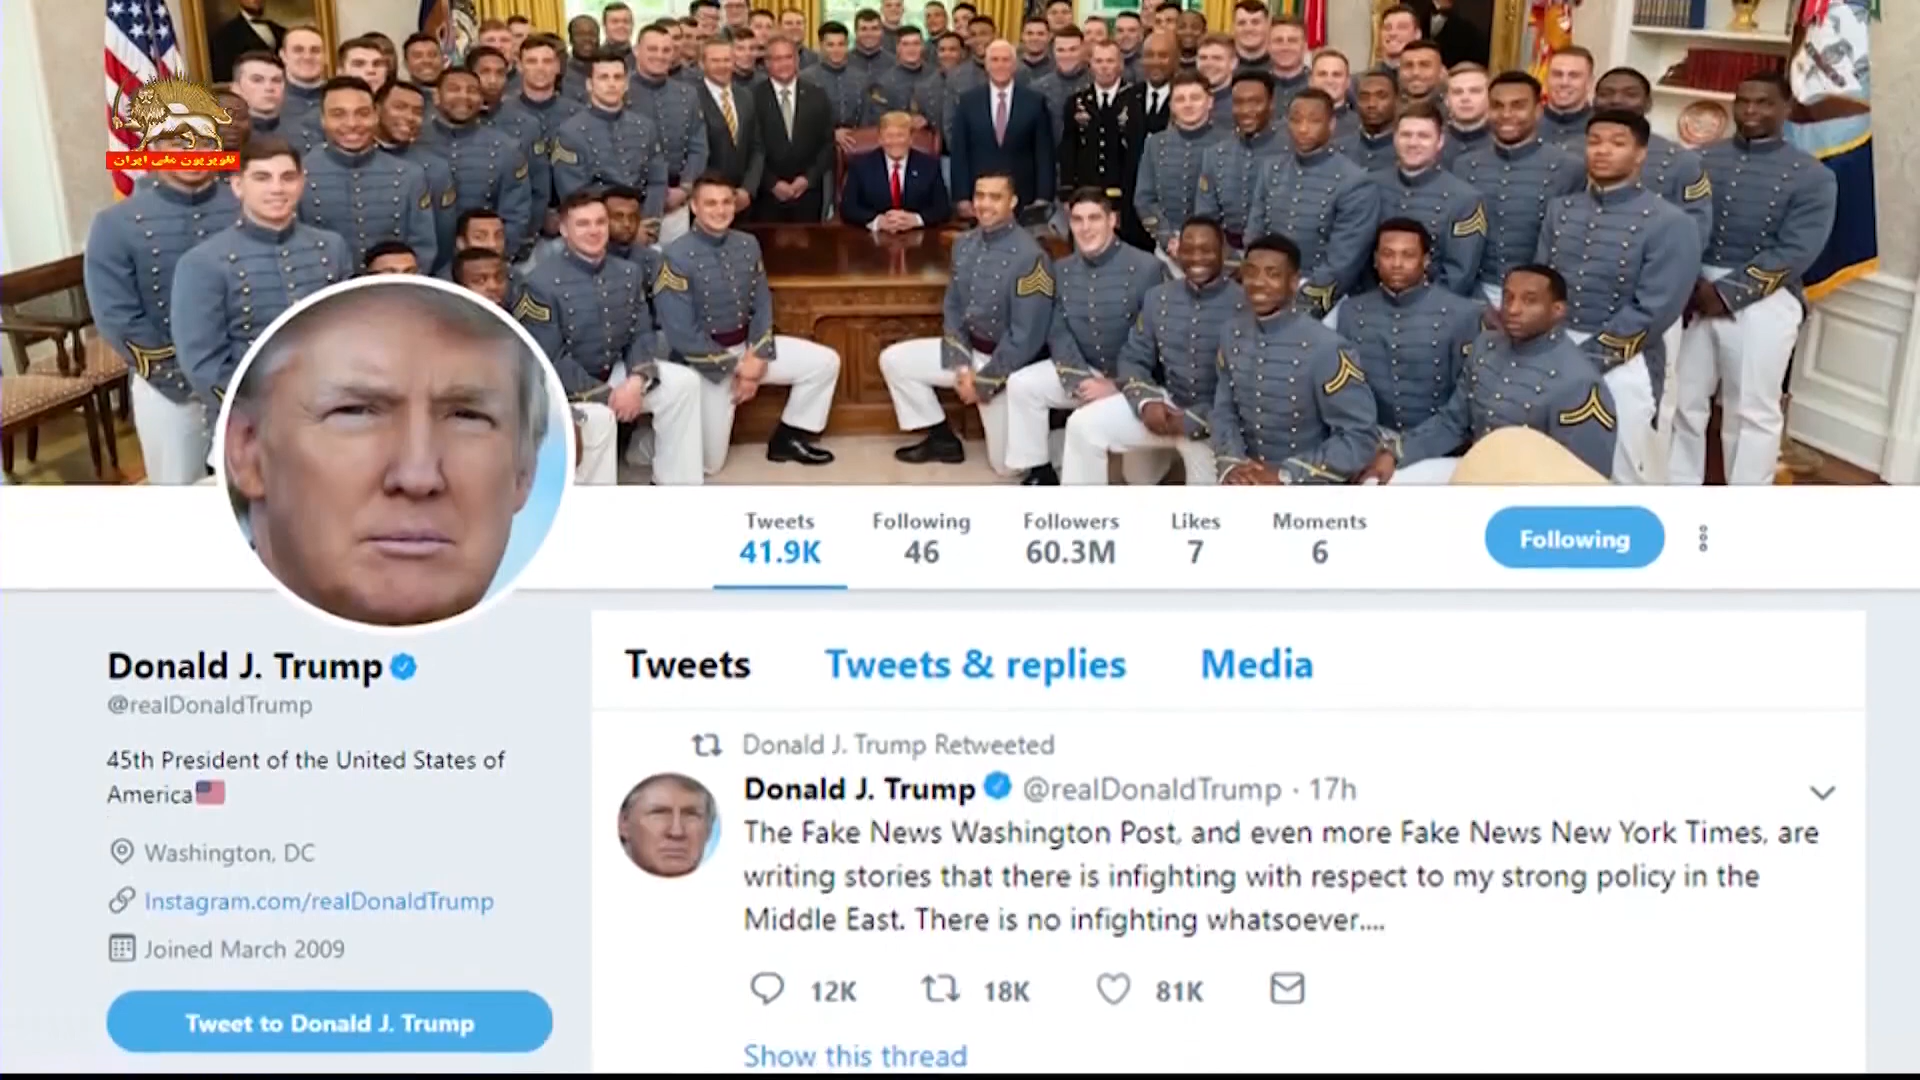 تلویزیون ملی ایران
Tweets
41.9K
Following
46
Followers
60.3M
Likes
7
Moments
6
Following
Donald J. Trump
@realDonaldTrump
45th President of the United States of
America
Washington, DC
Instagram.com/realDonaldTrump
Joined March 2009
Tweet to Donald J. Trump
Tweets Tweets & replies Media
Donald J. Trump Retweeted
Donald J. Trump @realDonaldTrump · 17h
The Fake News Washington Post, and even more Fake News New York Times, are
writing stories that there is infighting with respect to my strong policy in the
Middle East. There is no infighting whatsoever....
12K 18K 81K
Show this thread